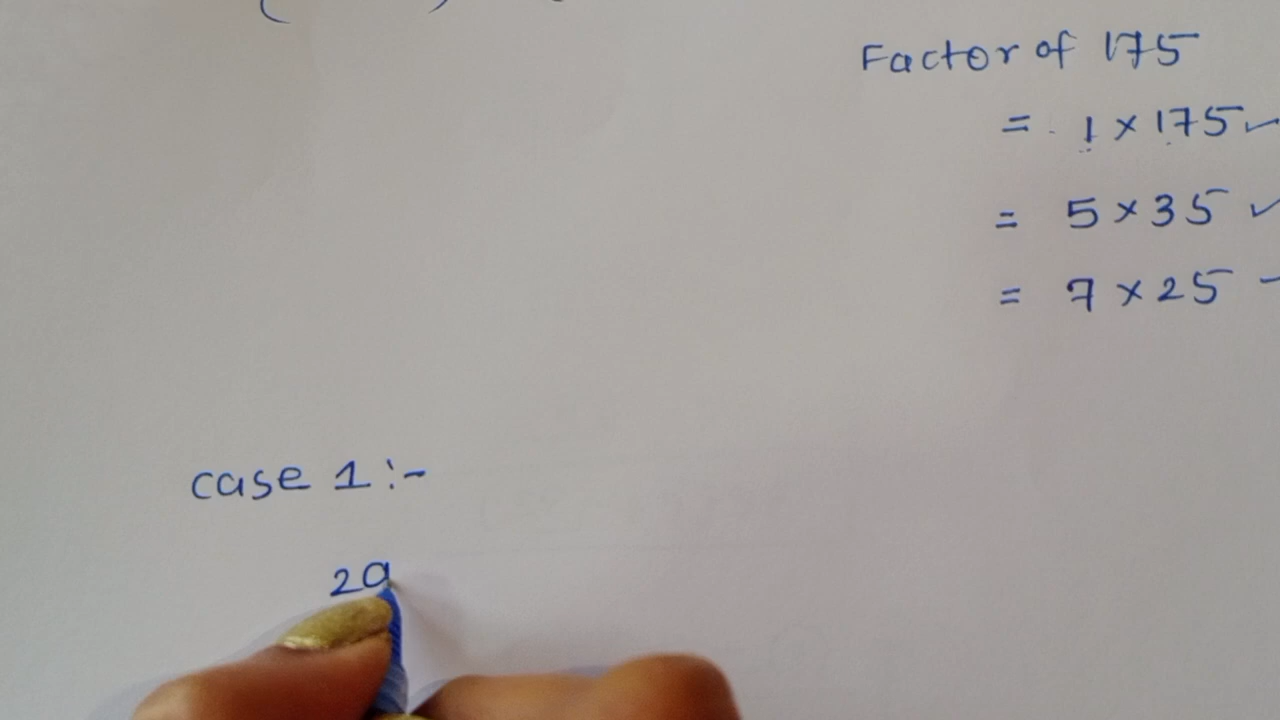 Factor of 175
= 1 × 175 ✓
= 5 × 35 ✓
= 7 × 25
case 1 :-
2a